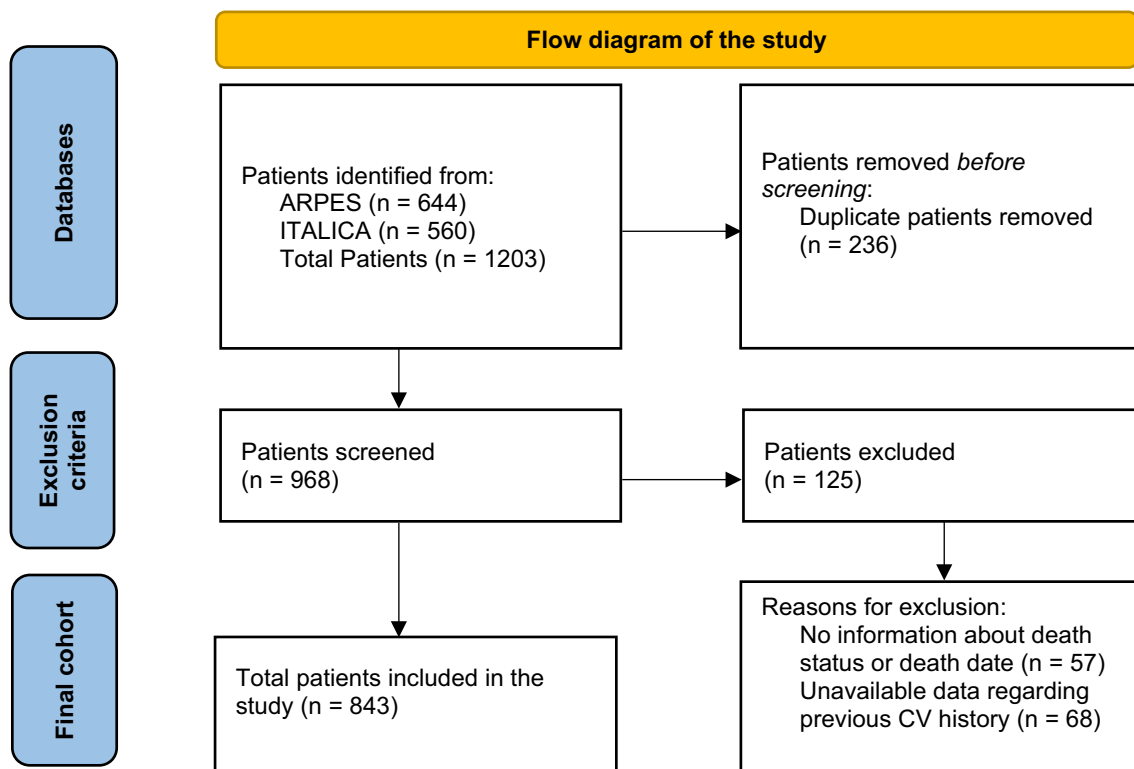 Flow diagram of the study
Databases
Patients identified from:
ARPES (n = 644)
ITALICA (n = 560)
Total Patients (n = 1203)
Patients removed before
screening:
Duplicate patients removed
(n = 236)
Exclusion
criteria
Patients screened
(n = 968)
Patients excluded
(n = 125)
Final cohort
Total patients included in the
study (n = 843)
Reasons for exclusion:
No information about death
status or death date (n = 57)
Unavailable data regarding
previous CV history (n = 68)